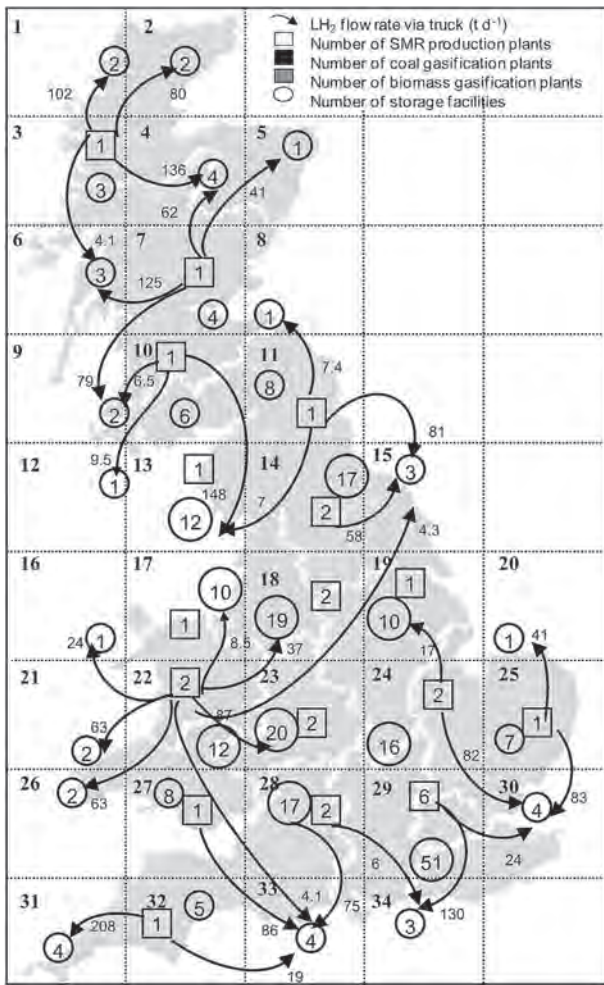 1 2
LH₂ flow rate via truck (t d⁻¹)
Number of SMR production plants
Number of coal gasification plants
Number of biomass gasification plants
Number of storage facilities
2 2
102 80
3 4 5
1 1
136 4
3 62 41
6 4.1 7 8
3 125 1
4 1
9 10 1 11
79 6.5 8 7.4
2 6 1
81
12 9.5 13 1 14 17 15 3
1 148 2
12 7 58 4.3
16 17 18 19 20
10 2 1
1 1 19 10 1
24 8.5 37 17 41
21 22 2 23 24 2 25
63 87 20 2 7 1
2 12 16
82
26 2 27 8 28 17 2 29 6 30 4 83
63 1
6 51 24
31 32 33 4.1 75 34
5 130
208 1 86 4 3
4
19